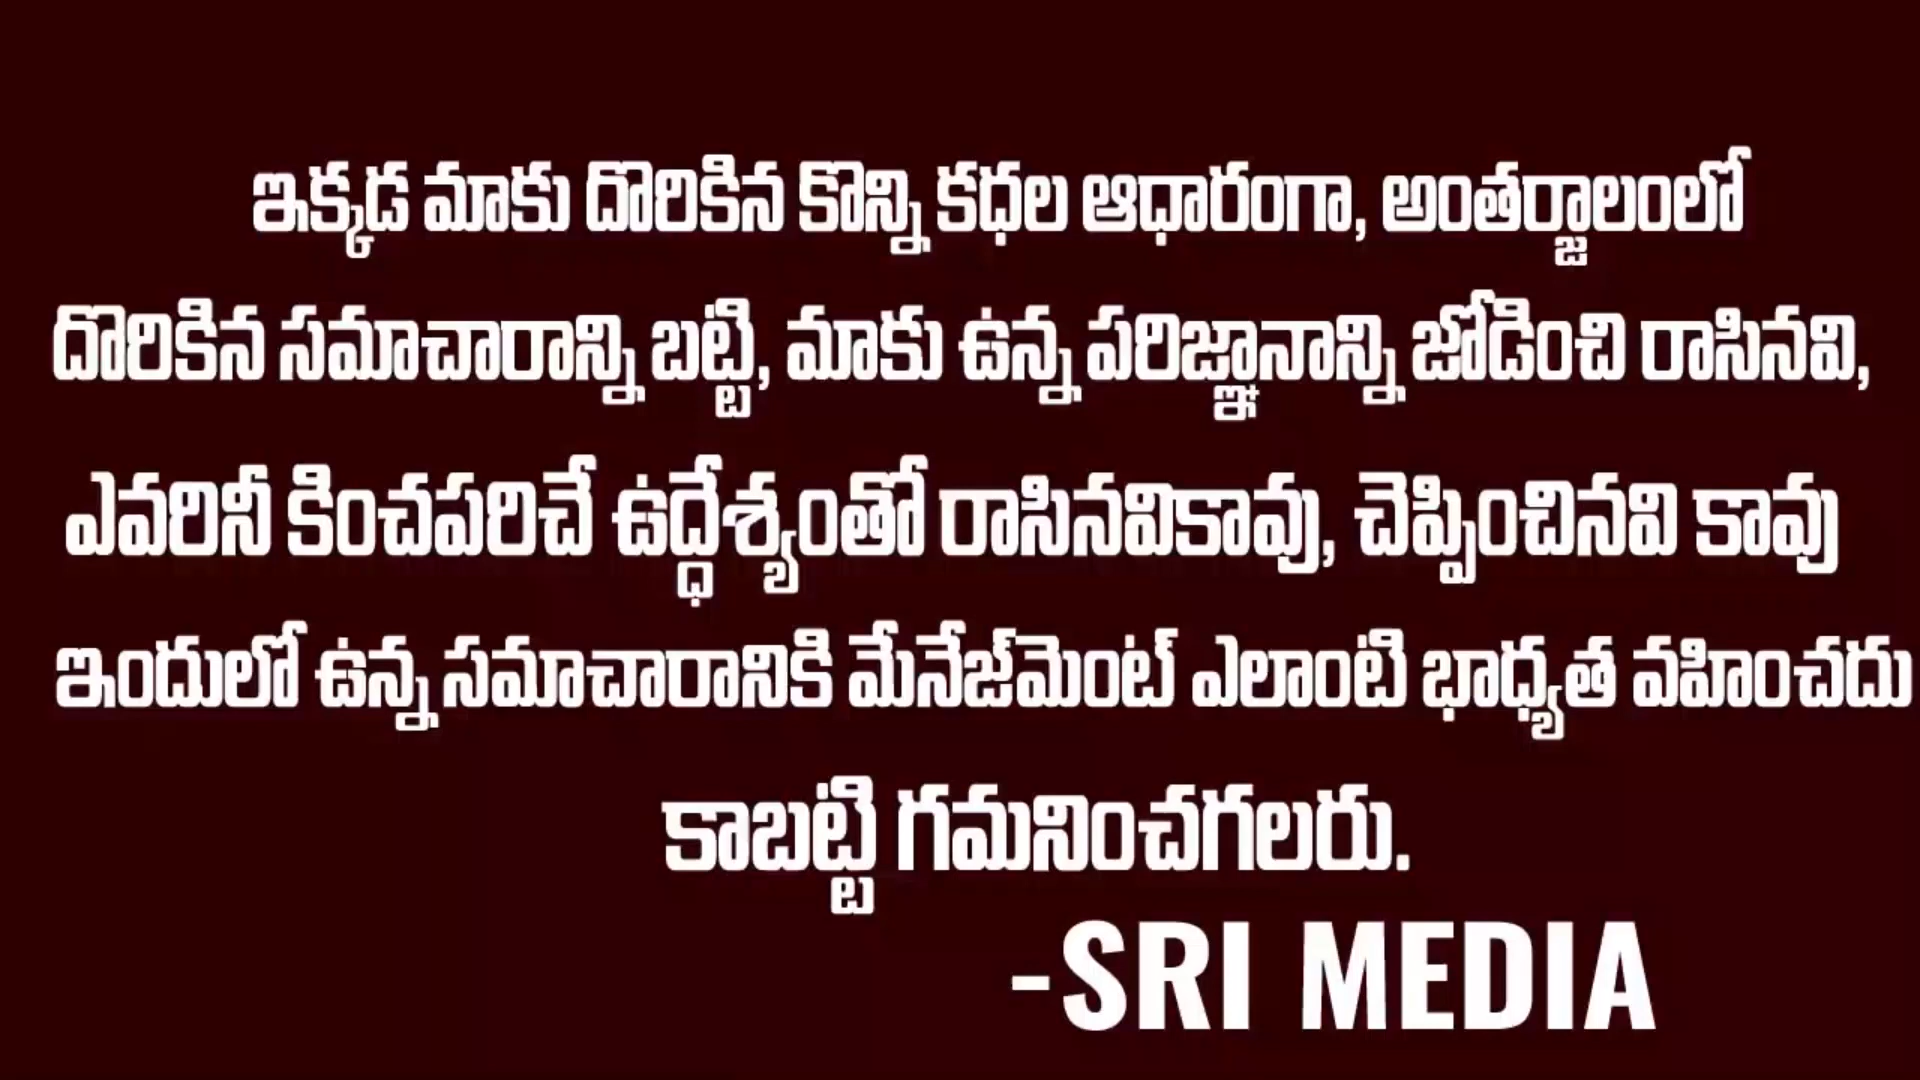 ఇక్కడ మాకు దొరికిన కొన్ని కధల ఆధారంగా, అంతర్జాలంలో
దొరికిన సమాచారాన్ని బట్టి, మాకు ఉన్న పరిజ్ఞానాన్ని జోడించి రాసినవి,
ఎవరినీ కించపరిచే ఉద్ధేశ్యంతో రాసినవికావు, చెప్పించినవి కావు
ఇందులో ఉన్న సమాచారానికి మేనేజ్‌మెంట్ ఎలాంటి భాధ్యత వహించదు
కాబట్టి గమనించగలరు.
-SRI MEDIA